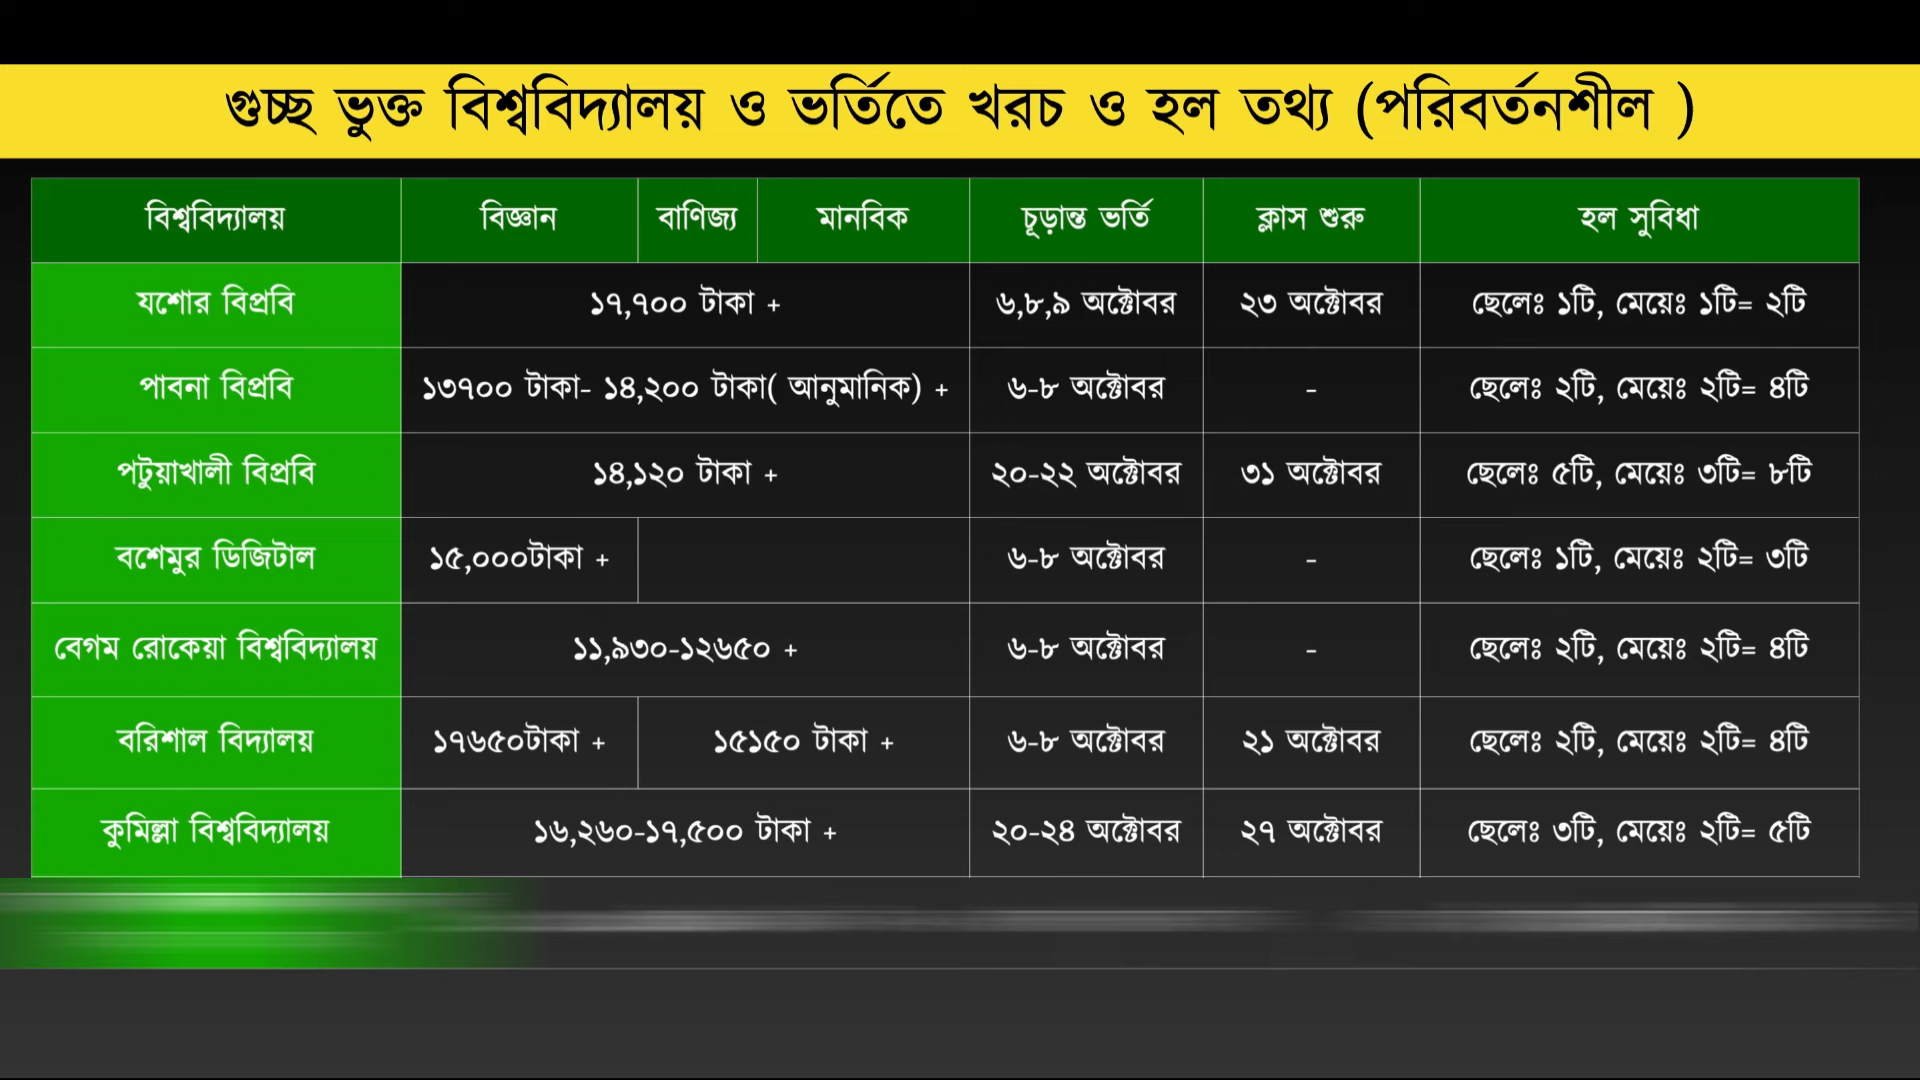 গুচ্ছ ভুক্ত বিশ্ববিদ্যালয় ও ভর্তিতে খরচ ও হল তথ্য (পরিবর্তনশীল )
বিশ্ববিদ্যালয় বিজ্ঞান বাণিজ্য মানবিক চূড়ান্ত ভর্তি ক্লাস শুরু হল সুবিধা
যশোর বিপ্রবি ১৭,৭০০ টাকা + ৬,৮,৯ অক্টোবর ২৩ অক্টোবর ছেলেঃ ১টি, মেয়েঃ ১টি= ২টি
পাবনা বিপ্রবি ১৩৭০০ টাকা- ১৪,২০০ টাকা( আনুমানিক) + ৬-৮ অক্টোবর - ছেলেঃ ২টি, মেয়েঃ ২টি= ৪টি
পটুয়াখালী বিপ্রবি ১৪,১২০ টাকা + ২০-২২ অক্টোবর ৩১ অক্টোবর ছেলেঃ ৫টি, মেয়েঃ ৩টি= ৮টি
বশেমুর ডিজিটাল ১৫,০০০টাকা + ৬-৮ অক্টোবর - ছেলেঃ ১টি, মেয়েঃ ২টি= ৩টি
বেগম রোকেয়া বিশ্ববিদ্যালয় ১১,৯৩০-১২৬৫০ + ৬-৮ অক্টোবর - ছেলেঃ ২টি, মেয়েঃ ২টি= ৪টি
বরিশাল বিদ্যালয় ১৭৬৫০টাকা + ১৫১৫০ টাকা + ৬-৮ অক্টোবর ২১ অক্টোবর ছেলেঃ ২টি, মেয়েঃ ২টি= ৪টি
কুমিল্লা বিশ্ববিদ্যালয় ১৬,২৬০-১৭,৫০০ টাকা + ২০-২৪ অক্টোবর ২৭ অক্টোবর ছেলেঃ ৩টি, মেয়েঃ ২টি= ৫টি